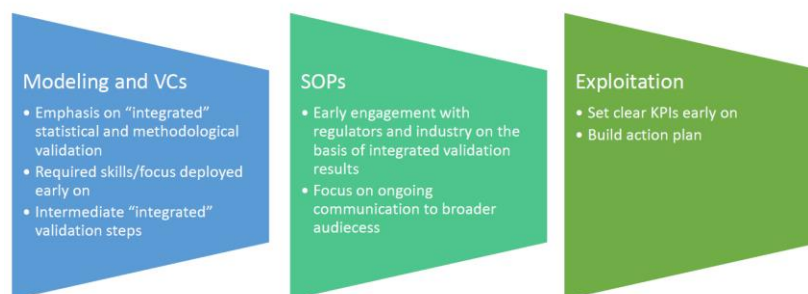 Modeling and VCs
• Emphasis on “integrated”
statistical and methodological
validation
• Required skills/focus deployed
early on
• Intermediate “integrated”
validation steps
SOPs
• Early engagement with
regulators and industry on the
basis of integrated validation
results
• Focus on ongoing
communication to broader
audiecess
Exploitation
• Set clear KPIs early on
• Build action plan